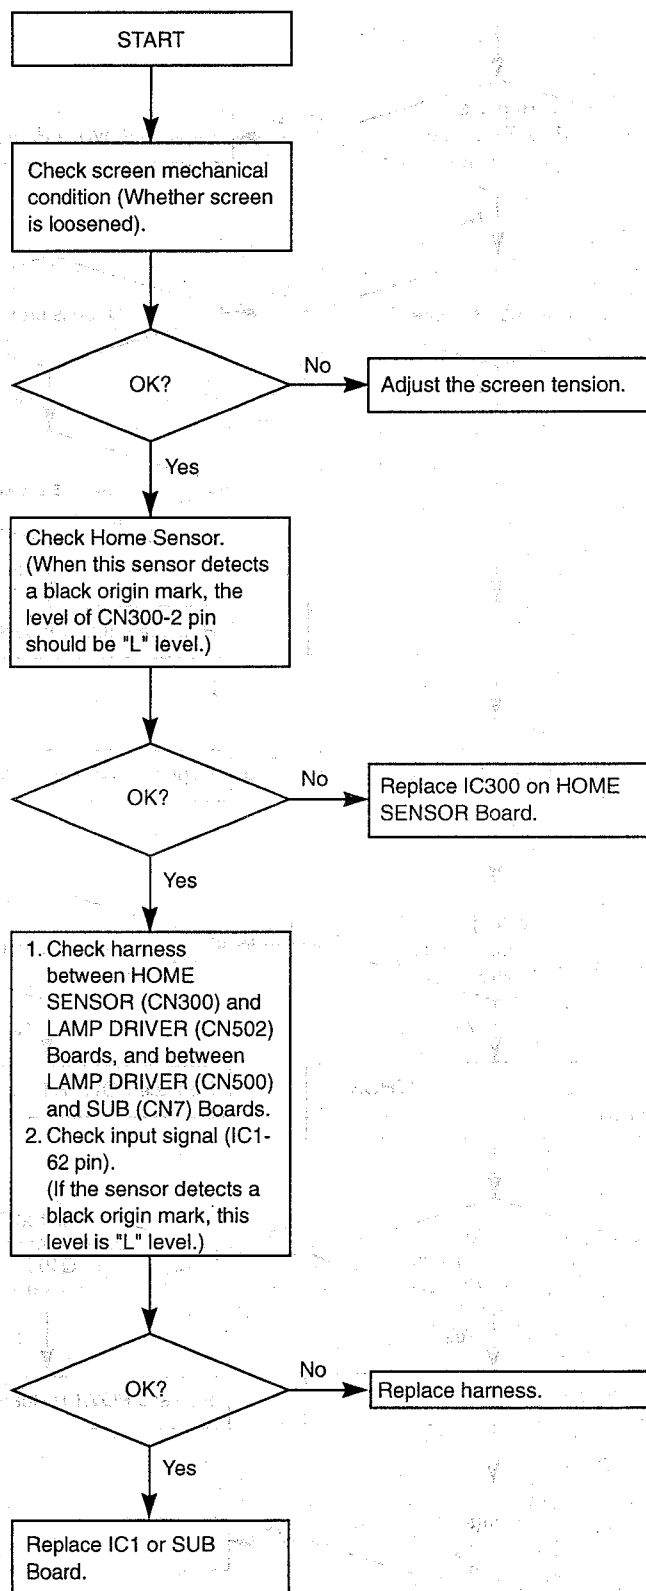 START
Check screen mechanical
condition (Whether screen
is loosened).
OK?
No
Adjust the screen tension.
Yes
Check Home Sensor.
(When this sensor detects
a black origin mark, the
level of CN300-2 pin
should be "L" level.)
OK?
No
Replace IC300 on HOME
SENSOR Board.
Yes
1. Check harness
between HOME
SENSOR (CN300) and
LAMP DRIVER (CN502)
Boards, and between
LAMP DRIVER (CN500)
and SUB (CN7) Boards.
2. Check input signal (IC1-
62 pin).
(If the sensor detects a
black origin mark, this
level is "L" level.)
OK?
No
Replace harness.
Yes
Replace IC1 or SUB
Board.